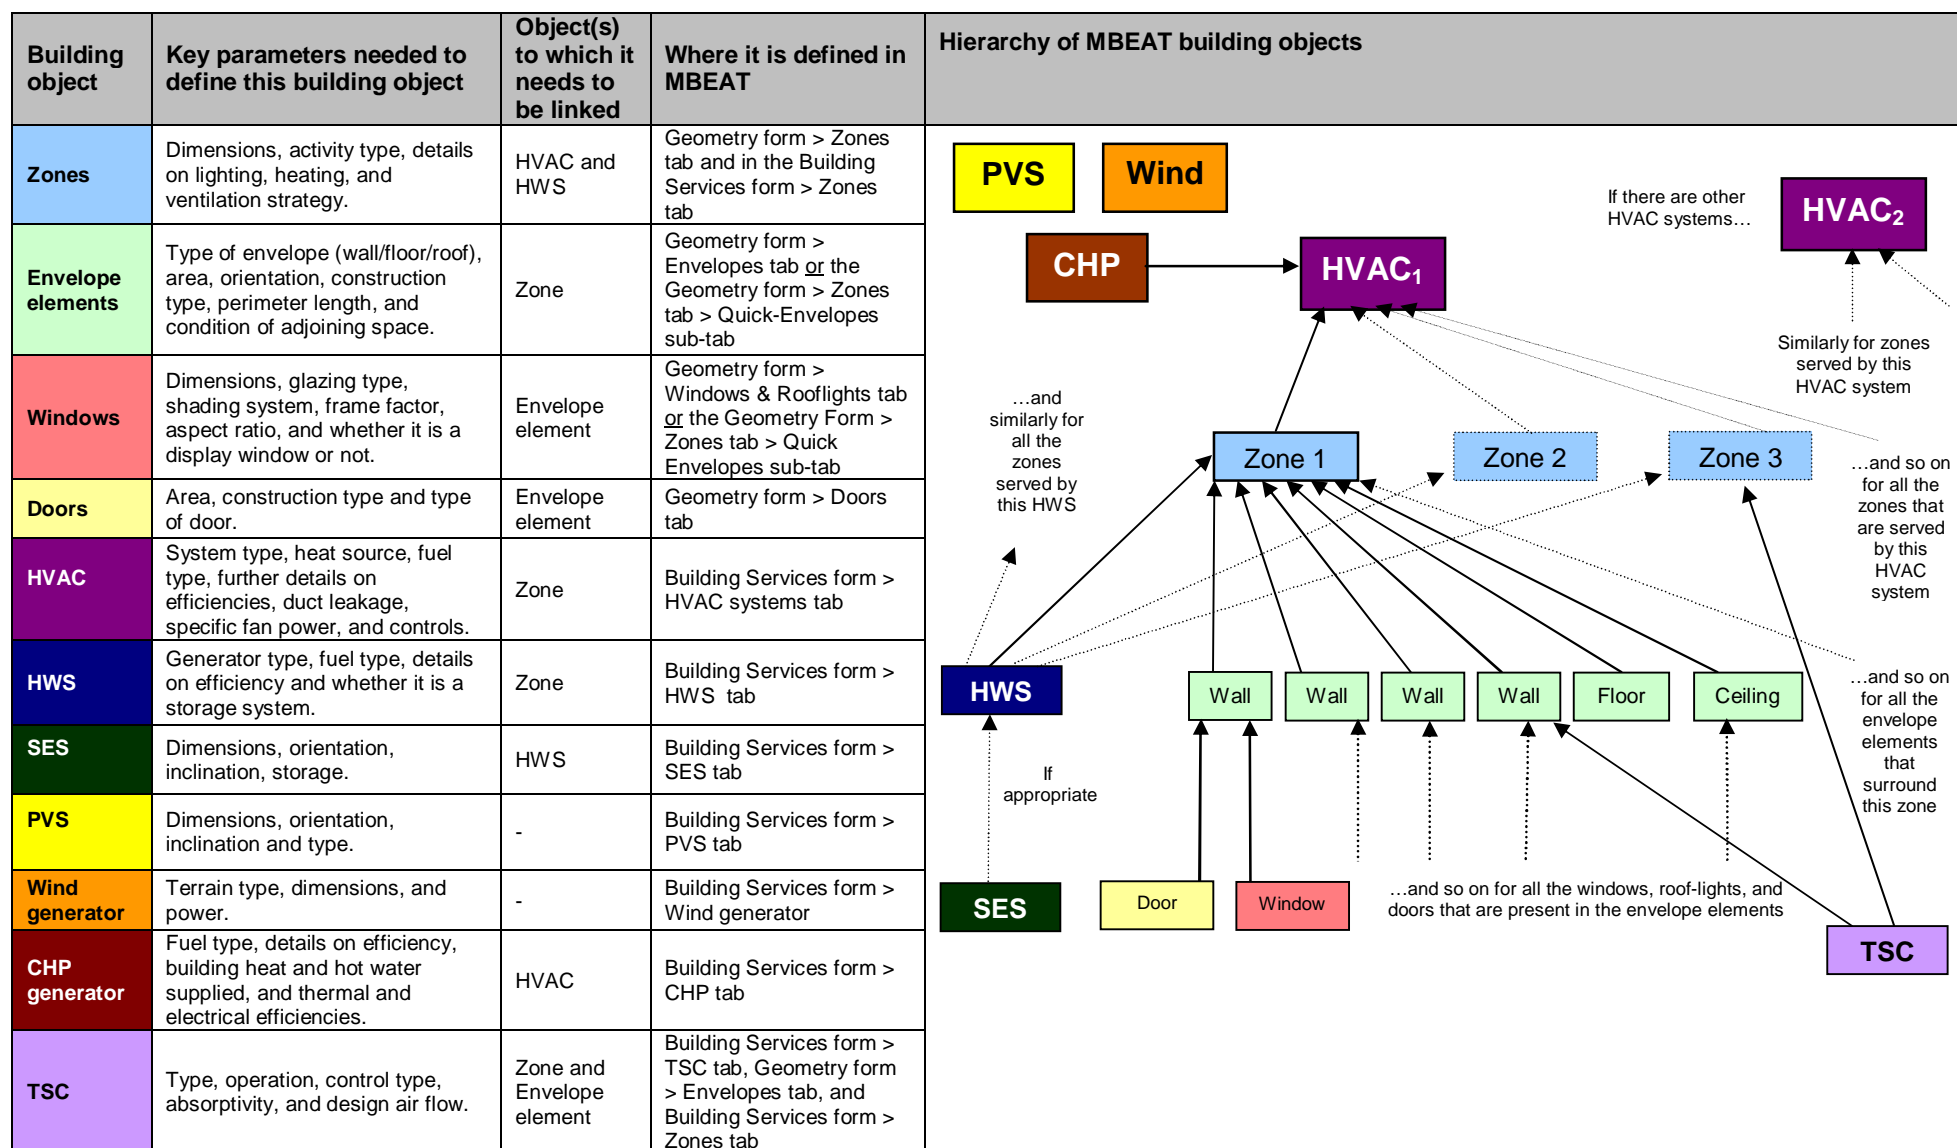 Building
object
Key parameters needed to
define this building object
Object(s)
to which it
needs to
be linked
Where it is defined in
MBEAT
Hierarchy of MBEAT building objects
Zones
Dimensions, activity type, details
on lighting, heating, and
ventilation strategy.
HVAC and
HWS
Geometry form > Zones
tab and in the Building
Services form > Zones
tab
Envelope
elements
Type of envelope (wall/floor/roof),
area, orientation, construction
type, perimeter length, and
condition of adjoining space.
Zone
Geometry form >
Envelopes tab or the
Geometry form > Zones
tab > Quick-Envelopes
sub-tab
Windows
Dimensions, glazing type,
shading system, frame factor,
aspect ratio, and whether it is a
display window or not.
Envelope
element
Geometry form >
Windows & Rooflights tab
or the Geometry Form >
Zones tab > Quick
Envelopes sub-tab
Doors
Area, construction type and type
of door.
Envelope
element
Geometry form > Doors
tab
HVAC
System type, heat source, fuel
type, further details on
efficiencies, duct leakage,
specific fan power, and controls.
Zone
Building Services form >
HVAC systems tab
HWS
Generator type, fuel type, details
on efficiency and whether it is a
storage system.
Zone
Building Services form >
HWS tab
SES
Dimensions, orientation,
inclination, storage.
HWS
Building Services form >
SES tab
PVS
Dimensions, orientation,
inclination and type.
-
Building Services form >
PVS tab
Wind
generator
Terrain type, dimensions, and
power.
-
Building Services form >
Wind generator
CHP
generator
Fuel type, details on efficiency,
building heat and hot water
supplied, and thermal and
electrical efficiencies.
HVAC
Building Services form >
CHP tab
TSC
Type, operation, control type,
absorptivity, and design air flow.
Zone and
Envelope
element
Building Services form >
TSC tab, Geometry form
> Envelopes tab, and
Building Services form >
Zones tab
PVS
Wind
If there are other
HVAC systems…
HVAC2
CHP
HVAC1
Similarly for zones
served by this
HVAC system
…and
similarly for
all the
zones
served by
this HWS
Zone 1
Zone 2
Zone 3
…and so on
for all the
zones that
are served
by this
HVAC
system
HWS
Wall
Wall
Wall
Wall
Floor
Ceiling
…and so on
for all the
envelope
elements
that
surround
this zone
If
appropriate
SES
Door
Window
…and so on for all the windows, roof-lights, and
doors that are present in the envelope elements
TSC